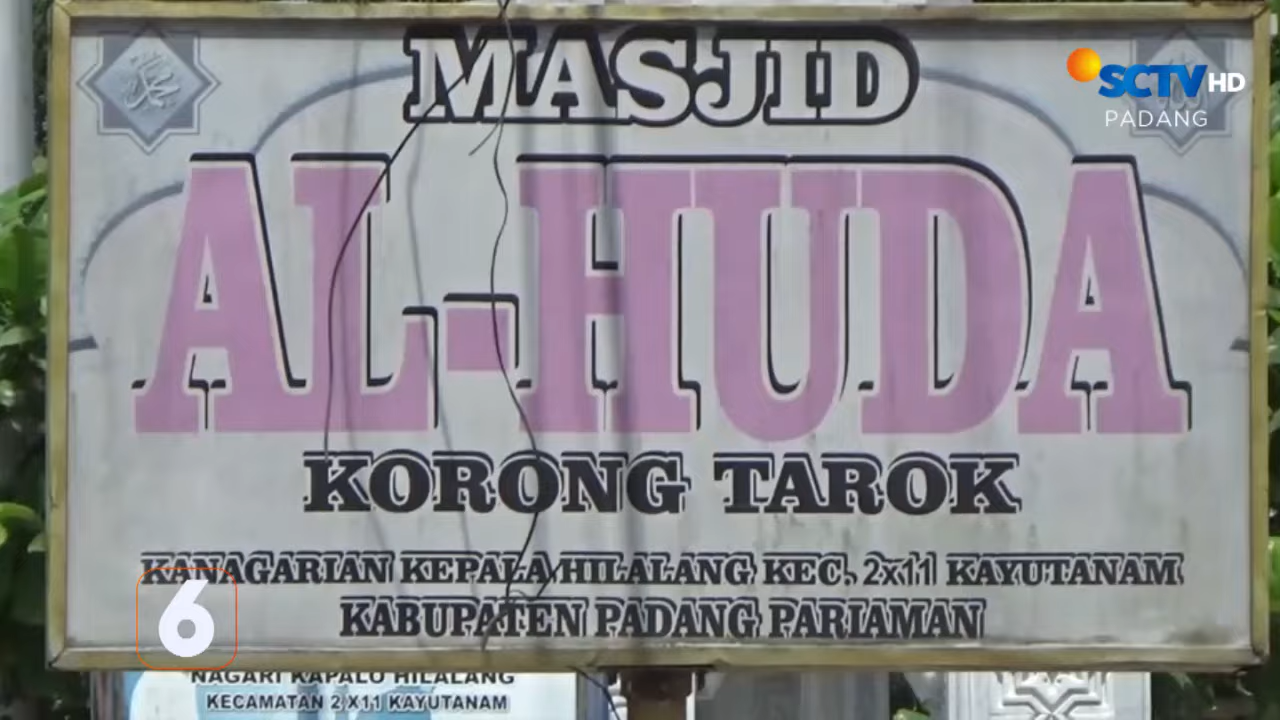 MASJID
SCTV HD
PADANG
AL-HUDA
KORONG TAROK
KANAGARIAN KEPALA HILALANG KEC. 2x11 KAYUTANAM
KABUPATEN PADANG PARIAMAN
6
NAGARI KAPALO HILALANG
KECAMATAN 2 X11 KAYUTANAM